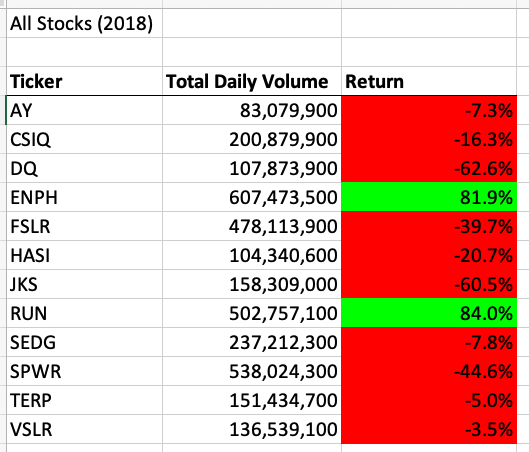 All Stocks (2018)
Ticker Total Daily Volume Return
AY 83,079,900 -7.3%
CSIQ 200,879,900 -16.3%
DQ 107,873,900 -62.6%
ENPH 607,473,500 81.9%
FSLR 478,113,900 -39.7%
HASI 104,340,600 -20.7%
JKS 158,309,000 -60.5%
RUN 502,757,100 84.0%
SEDG 237,212,300 -7.8%
SPWR 538,024,300 -44.6%
TERP 151,434,700 -5.0%
VSLR 136,539,100 -3.5%